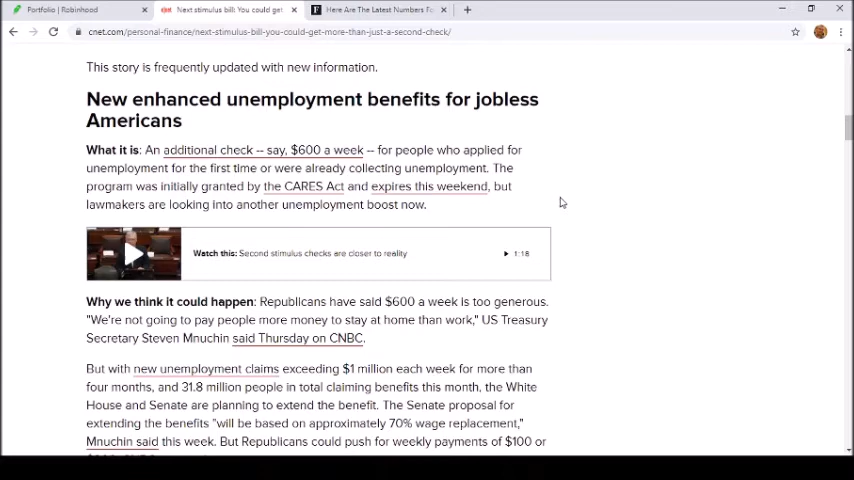 Portfolio | Robinhood
Next stimulus bill: You could get
Here Are The Latest Numbers Fo
cnet.com/personal-finance/next-stimulus-bill-you-could-get-more-than-just-a-second-check/
This story is frequently updated with new information.
New enhanced unemployment benefits for jobless
Americans
What it is: An additional check -- say, $600 a week -- for people who applied for
unemployment for the first time or were already collecting unemployment. The
program was initially granted by the CARES Act and expires this weekend, but
lawmakers are looking into another unemployment boost now.
Watch this: Second stimulus checks are closer to reality
1:18
Why we think it could happen: Republicans have said $600 a week is too generous.
"We're not going to pay people more money to stay at home than work," US Treasury
Secretary Steven Mnuchin said Thursday on CNBC.
But with new unemployment claims exceeding $1 million each week for more than
four months, and 31.8 million people in total claiming benefits this month, the White
House and Senate are planning to extend the benefit. The Senate proposal for
extending the benefits "will be based on approximately 70% wage replacement,"
Mnuchin said this week. But Republicans could push for weekly payments of $100 or